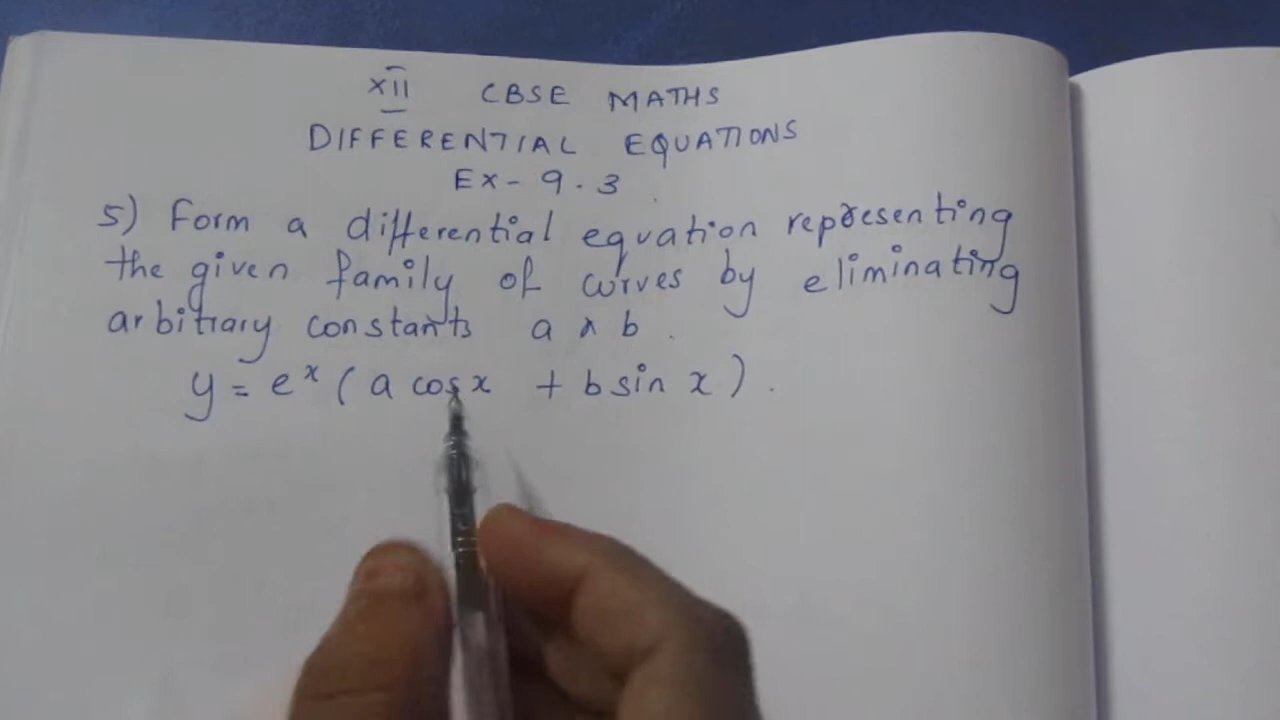 XII CBSE MATHS
DIFFERENTIAL EQUATIONS
EX - 9.3
5) Form a differential equation representing
the given family of curves by eliminating
arbitrary constants a & b.
y = e^x (a cos x + b sin x).